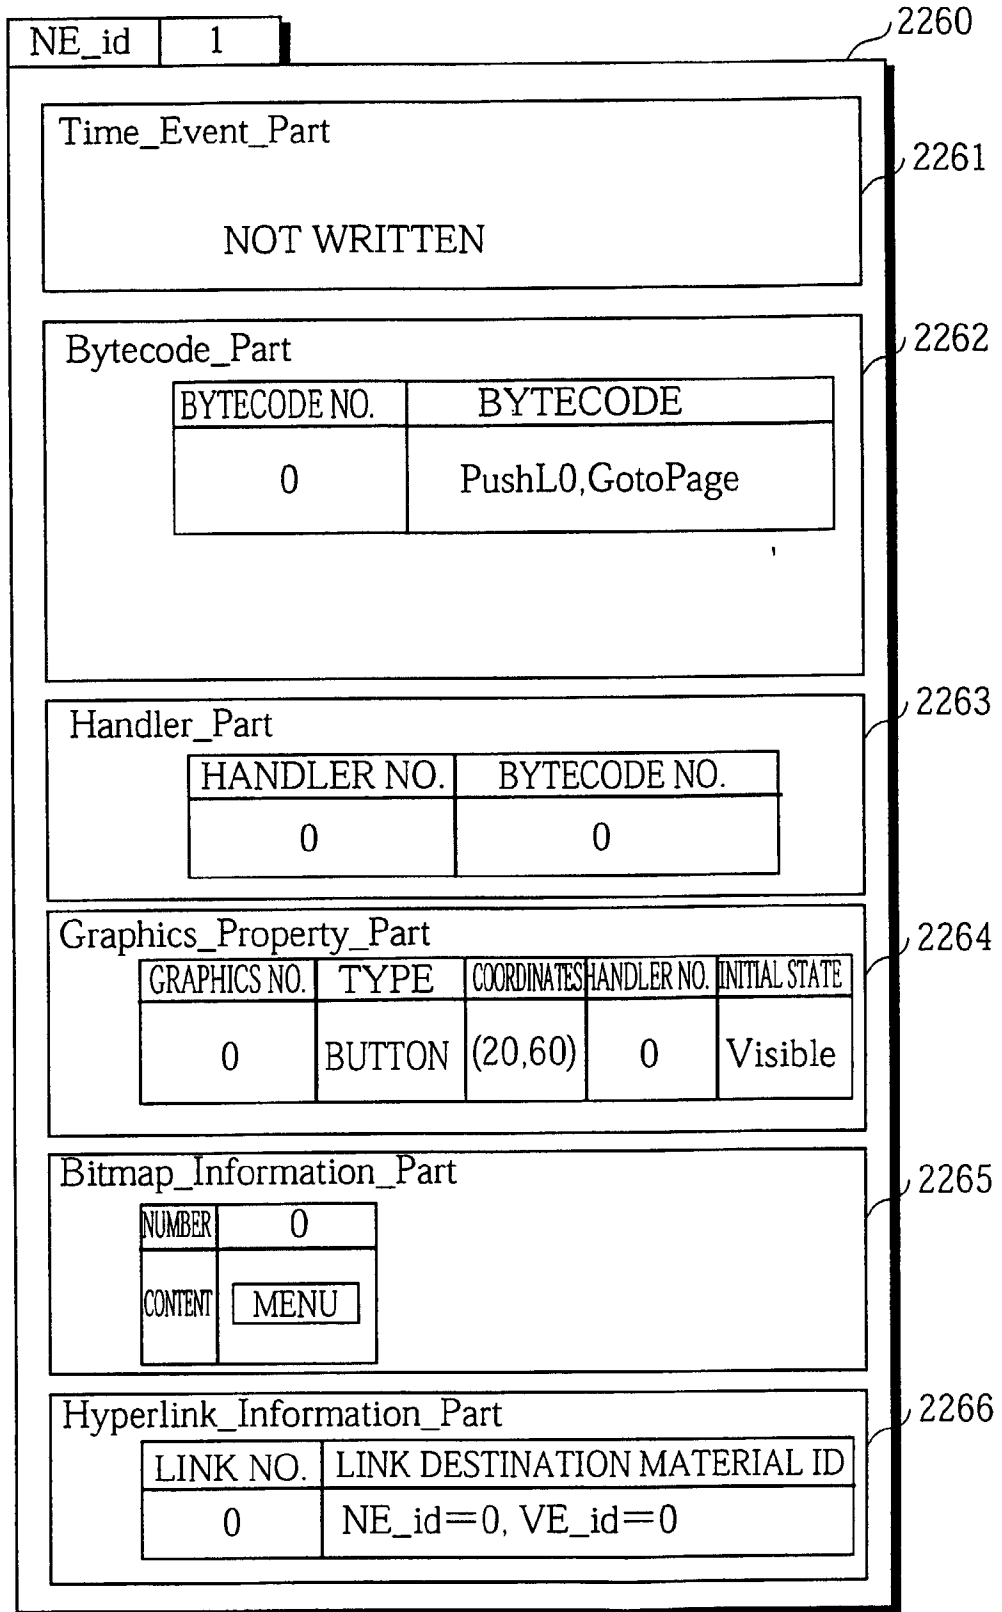 NE_id 1
2260
Time_Event_Part
2261
NOT WRITTEN
Bytecode_Part
2262
BYTECODE NO. BYTECODE
0 PushL0,GotoPage
Handler_Part
2263
HANDLER NO. BYTECODE NO.
0 0
Graphics_Property_Part
2264
GRAPHICS NO. TYPE COORDINATES HANDLER NO. INITIAL STATE
0 BUTTON (20,60) 0 Visible
Bitmap_Information_Part
2265
NUMBER 0
CONTENT MENU
Hyperlink_Information_Part
2266
LINK NO. LINK DESTINATION MATERIAL ID
0 NE_id=0, VE_id=0